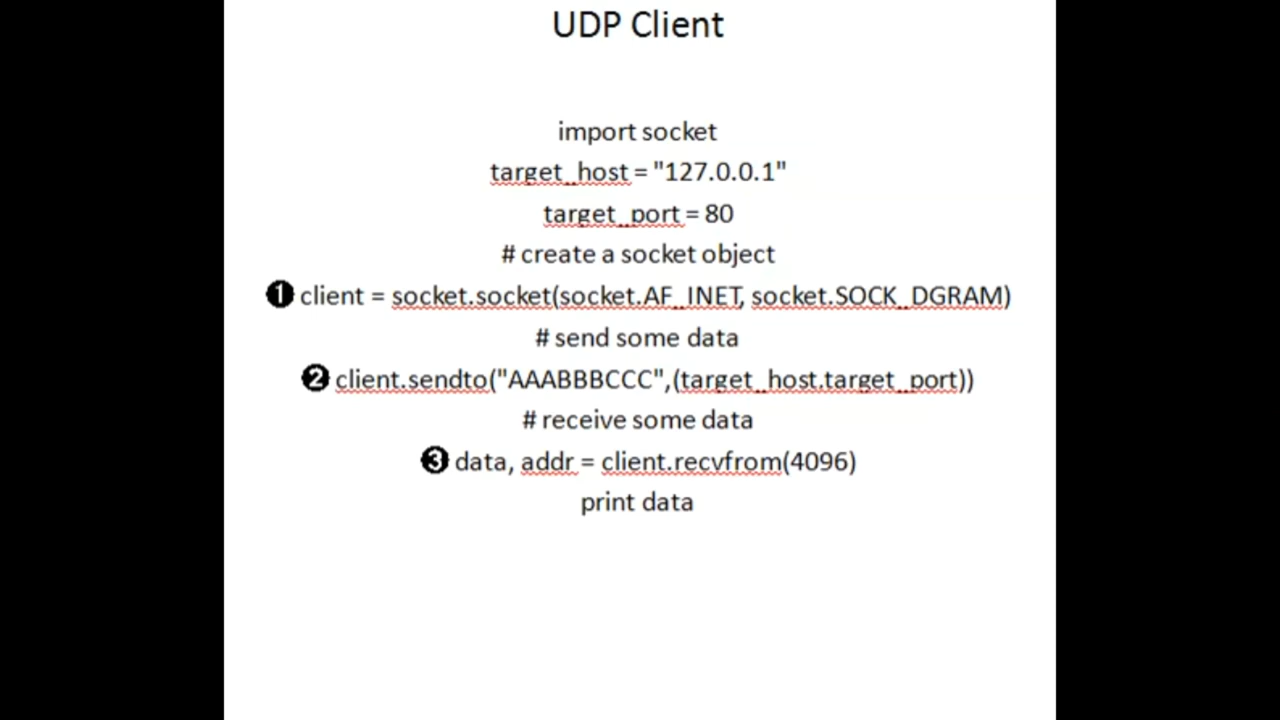 UDP Client
import socket
target_host = "127.0.0.1"
target_port = 80
# create a socket object
❶ client = socket.socket(socket.AF_INET, socket.SOCK_DGRAM)
# send some data
❷ client.sendto("AAABBBCCC",(target_host.target_port))
# receive some data
❸ data, addr = client.recvfrom(4096)
print data